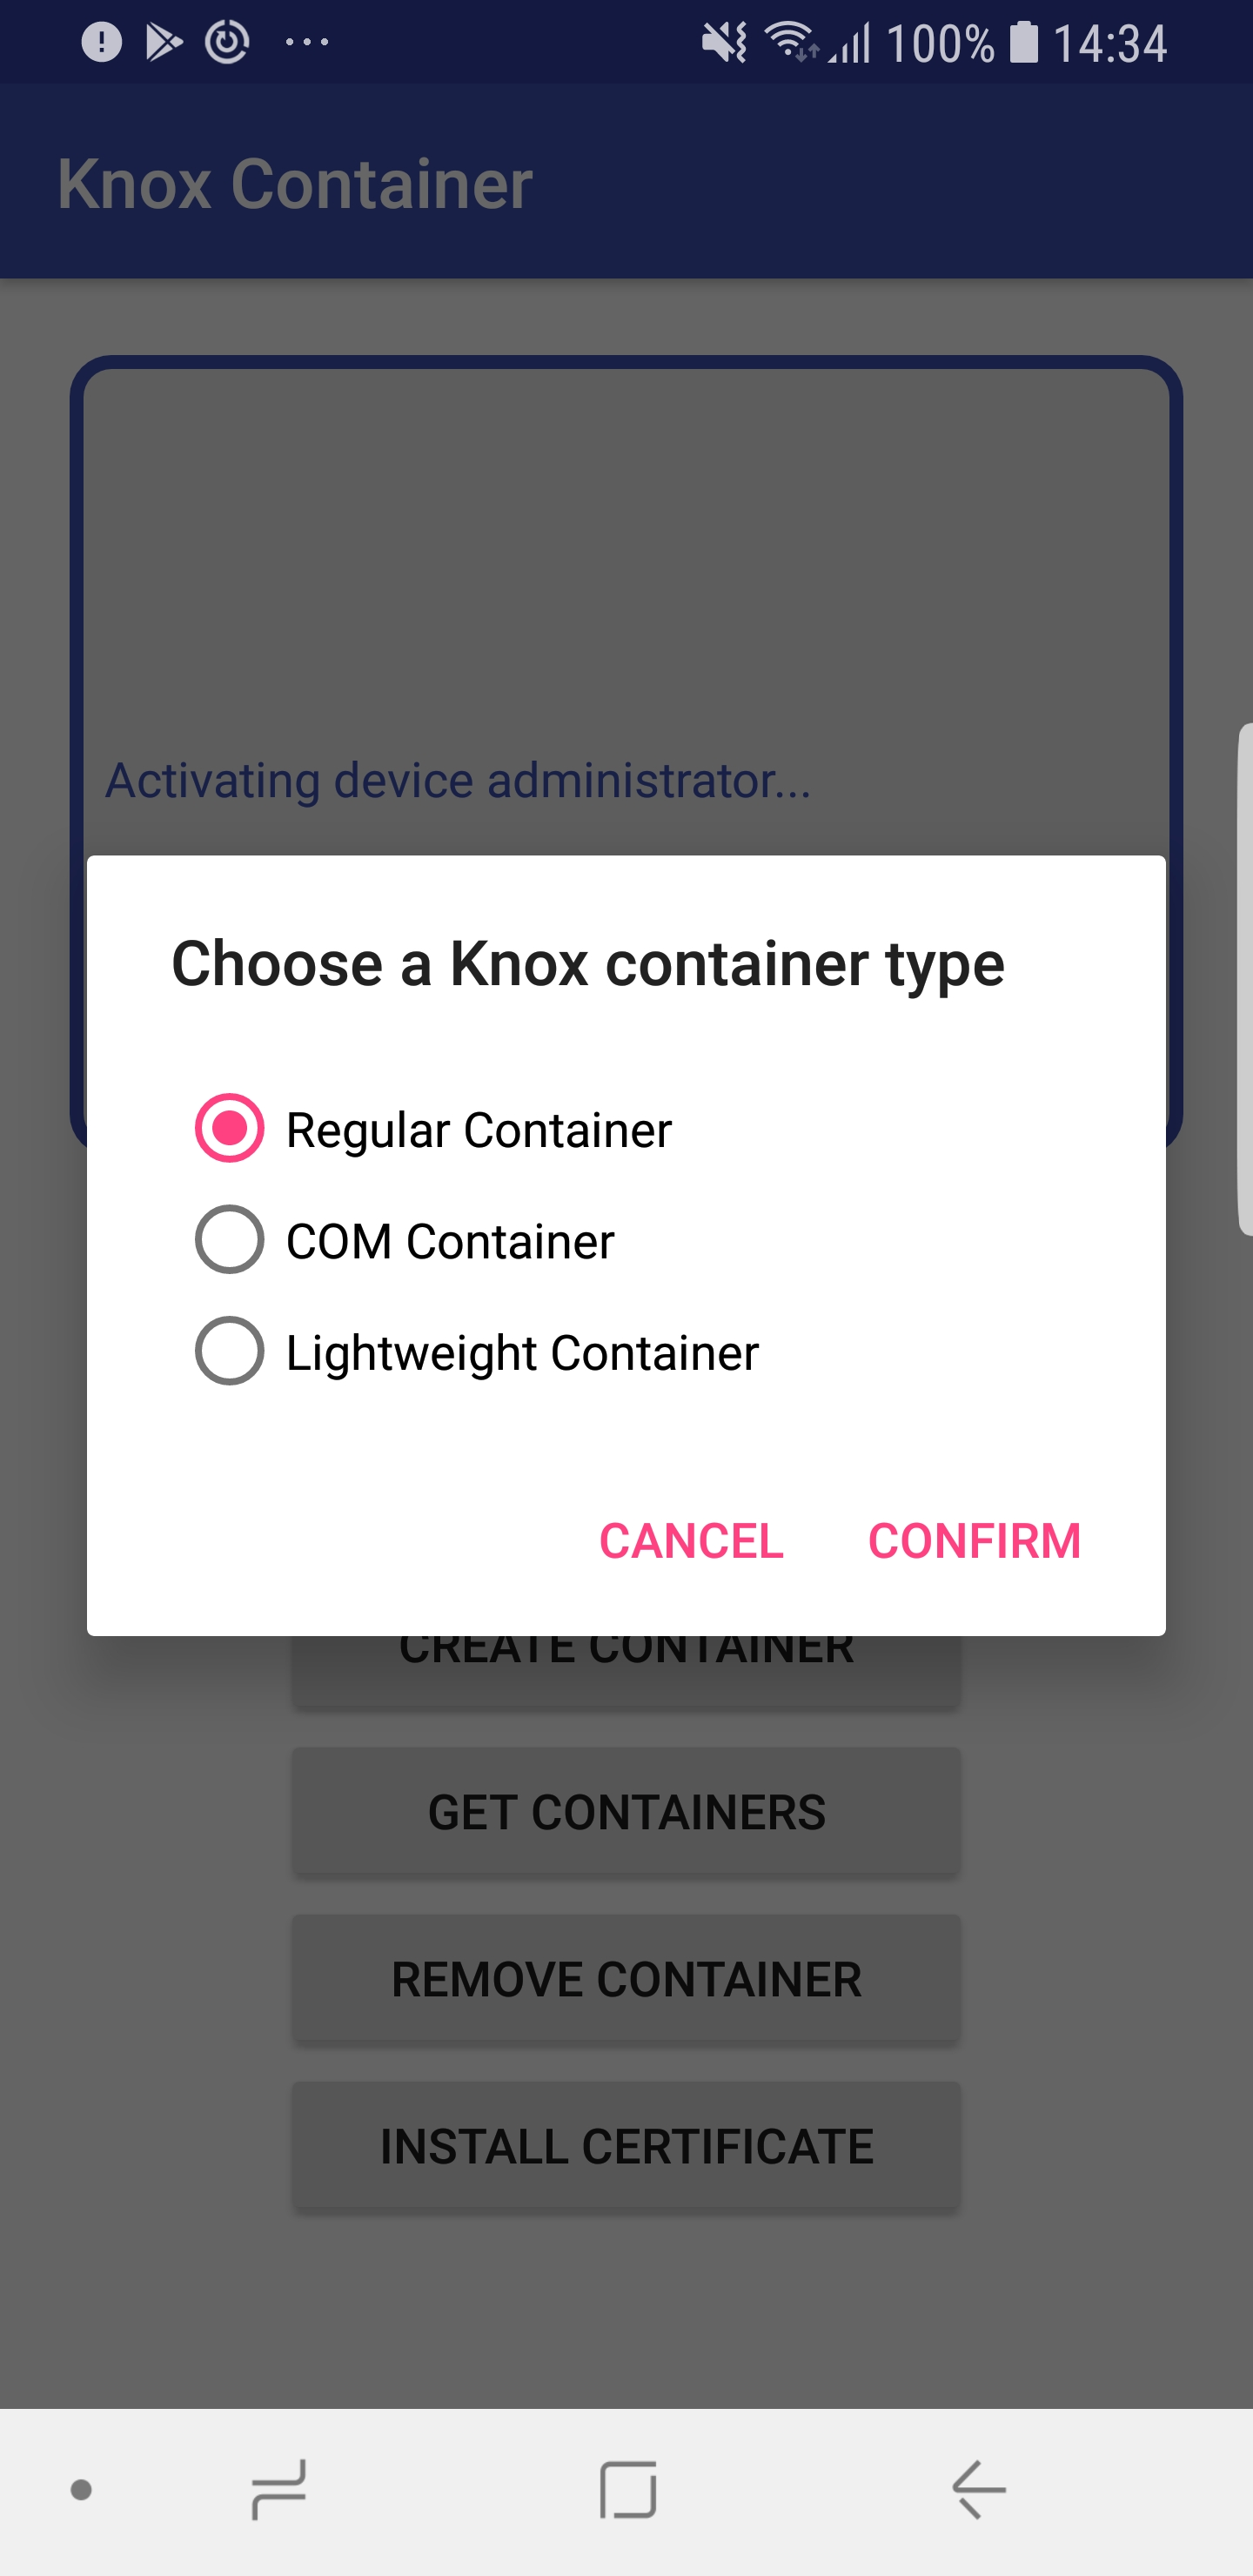 100% 14:34
Knox Container
Activating device administrator...
Choose a Knox container type
Regular Container
COM Container
Lightweight Container
CANCEL CONFIRM
CREATE CONTAINER
GET CONTAINERS
REMOVE CONTAINER
INSTALL CERTIFICATE